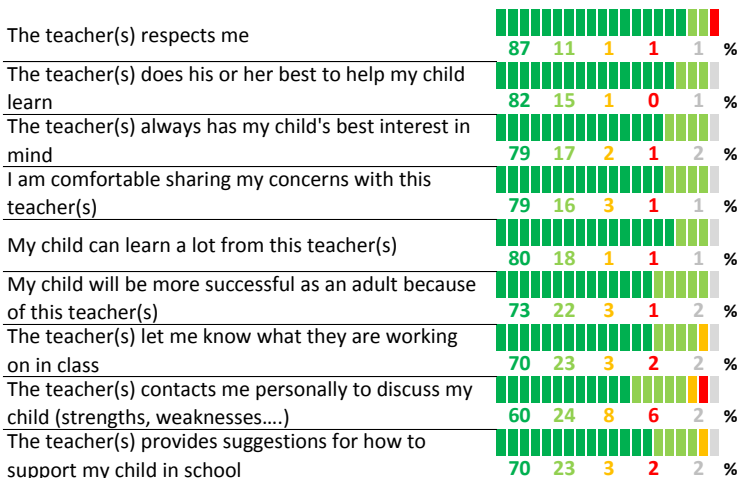 The teacher(s) respects me
87 11 1 1 1 %
The teacher(s) does his or her best to help my child
learn
82 15 1 0 1 %
The teacher(s) always has my child's best interest in
mind
79 17 2 1 2 %
I am comfortable sharing my concerns with this
teacher(s)
79 16 3 1 1 %
My child can learn a lot from this teacher(s)
80 18 1 1 1 %
My child will be more successful as an adult because
of this teacher(s)
73 22 3 1 2 %
The teacher(s) let me know what they are working
on in class
70 23 3 2 2 %
The teacher(s) contacts me personally to discuss my
child (strengths, weaknesses....)
60 24 8 6 2 %
The teacher(s) provides suggestions for how to
support my child in school
70 23 3 2 2 %